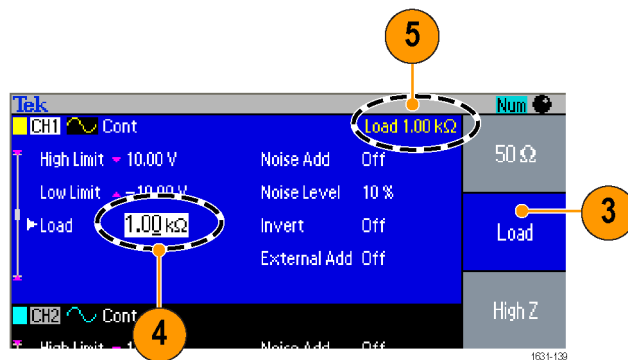 5
Tek Num
CH1 Cont Load 1.00 kΩ
High Limit 10.00 V Noise Add Off 50 Ω
Low Limit –10.00 V Noise Level 10 %
Load 1.00 kΩ Invert Off Load 3
External Add Off
CH2 Cont High Z
4
High Limit Noise Add Off
1631-139